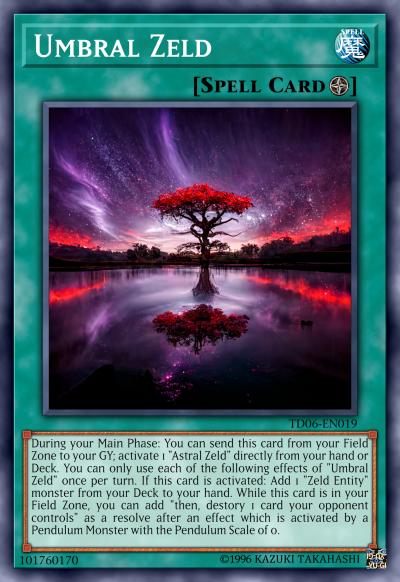 Umbral Zeld
SPELL
魔
[Spell Card]
TD06-EN019
During your Main Phase: You can send this card from your Field
Zone to your GY; activate 1 "Astral Zeld" directly from your hand or
Deck. You can only use each of the following effects of "Umbral
Zeld" once per turn. If this card is activated: Add 1 "Zeld Entity"
monster from your Deck to your hand. While this card is in your
Field Zone, you can add "then, destory 1 card your opponent
controls" as a resolve after an effect which is activated by a
Pendulum Monster with the Pendulum Scale of 0.
101760170
©1996 KAZUKI TAKAHASHI